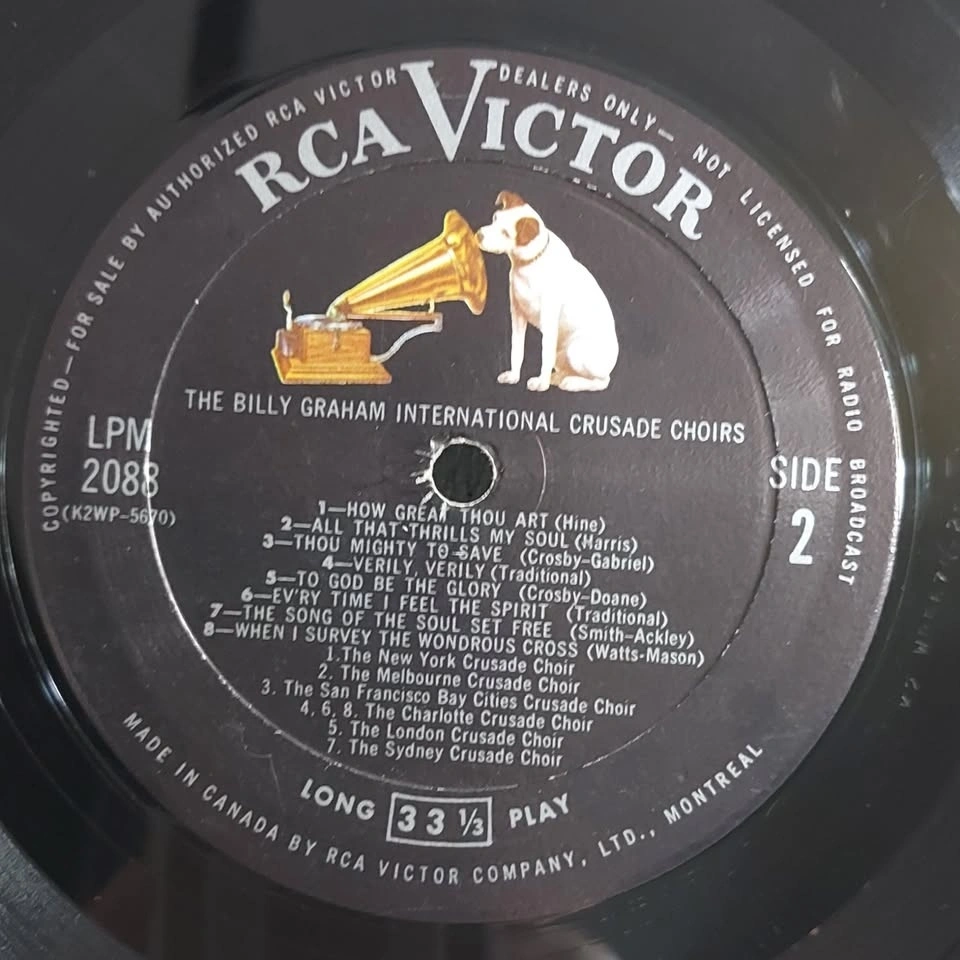 COPYRIGHTED—FOR SALE BY AUTHORIZED RCA VICTOR DEALERS ONLY—NOT LICENSED FOR RADIO BROADCAST
RCA VICTOR
THE BILLY GRAHAM INTERNATIONAL CRUSADE CHOIRS
LPM
2088
(K2WP-5670)
SIDE
2
1—HOW GREAT THOU ART (Hine)
2—ALL THAT THRILLS MY SOUL (Harris)
3—THOU MIGHTY TO SAVE (Crosby-Gabriel)
4—VERILY, VERILY (Traditional)
5—TO GOD BE THE GLORY (Crosby-Doane)
6—EV'RY TIME I FEEL THE SPIRIT (Traditional)
7—THE SONG OF THE SOUL SET FREE (Smith-Ackley)
8—WHEN I SURVEY THE WONDROUS CROSS (Watts-Mason)
1.The New York Crusade Choir
2. The Melbourne Crusade Choir
3. The San Francisco Bay Cities Crusade Choir
4, 6, 8. The Charlotte Crusade Choir
5. The London Crusade Choir
7. The Sydney Crusade Choir
LONG 33 ⅓ PLAY
MADE IN CANADA BY RCA VICTOR COMPANY, LTD., MONTREAL